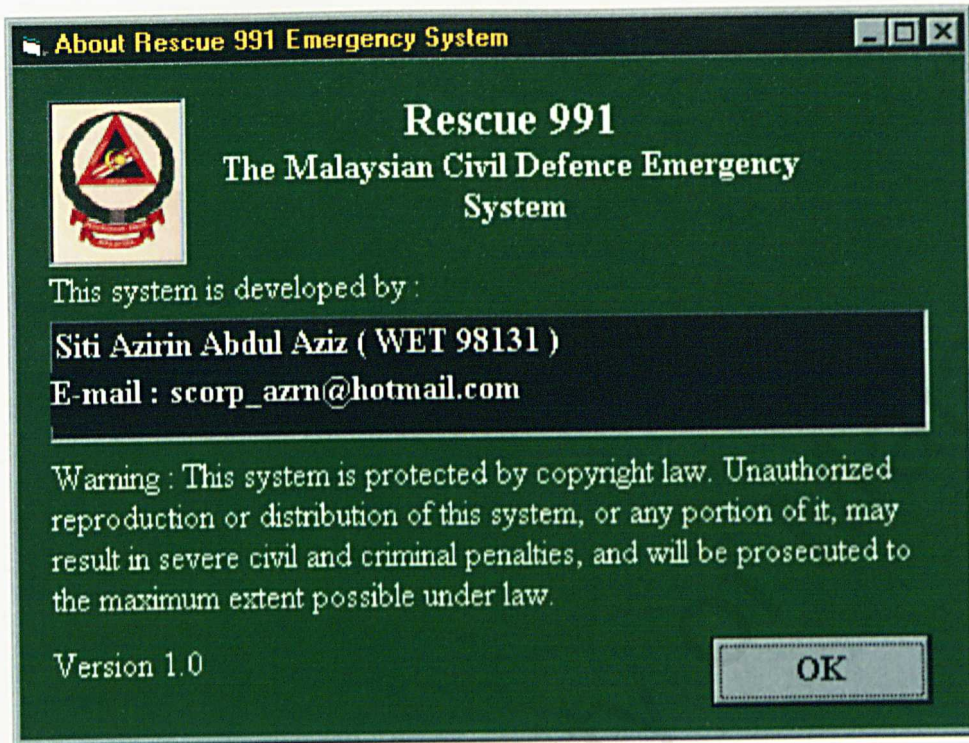 About Rescue 991 Emergency System
Rescue 991
The Malaysian Civil Defence Emergency
System
This system is developed by :
Siti Azirin Abdul Aziz ( WET 98131 )
E-mail : scorp_azrn@hotmail.com
Warning : This system is protected by copyright law. Unauthorized
reproduction or distribution of this system, or any portion of it, may
result in severe civil and criminal penalties, and will be prosecuted to
the maximum extent possible under law.
Version 1.0
OK